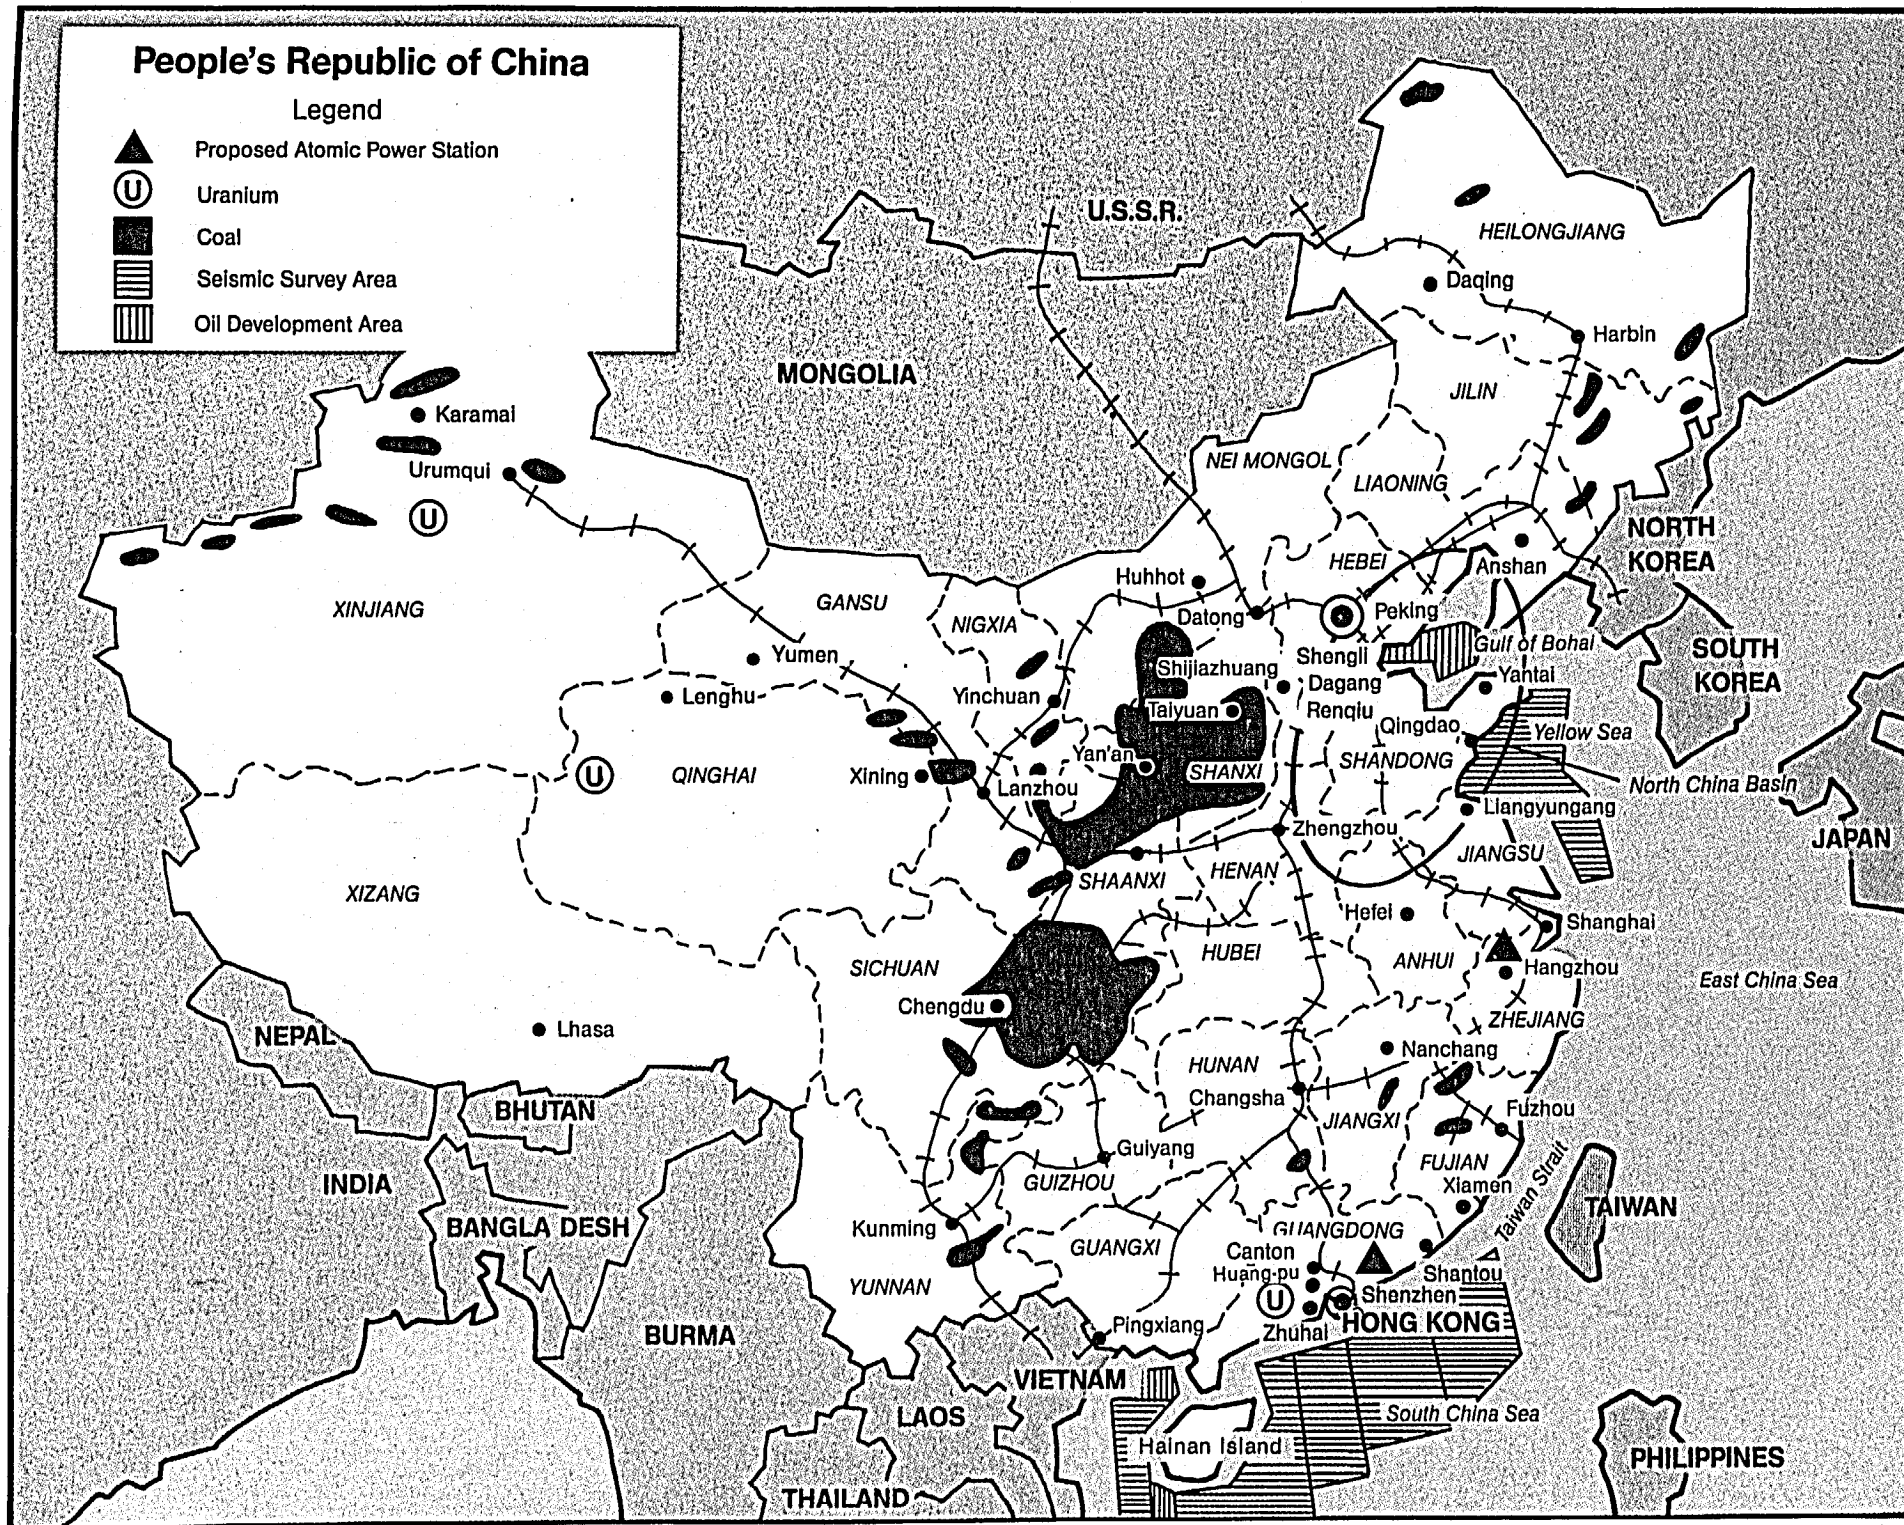 People's Republic of China
Legend
Proposed Atomic Power Station
U
Uranium
Coal
Seismic Survey Area
Oil Development Area
U.S.S.R.
HEILONGJIANG
Daqing
Harbin
MONGOLIA
JILIN
Karamai
NEI MONGOL
Urumqui
LIAONING
U
NORTH
KOREA
HEBEI
Anshan
Huhhot
XINJIANG
GANSU
Datong
Peking
NIGXIA
Gulf of Bohai
SOUTH
KOREA
Yumen
Shijiazhuang
Shengli
Yantai
Lenghu
Yinchuan
Dagang
Taiyuan
Renqiu
Qingdao
Yellow Sea
Yan'an
U
QINGHAI
Xining
SHANXI
SHANDONG
Lanzhou
North China Basin
Liangyungang
Zhengzhou
JAPAN
JIANGSU
XIZANG
SHAANXI
HENAN
Hefei
Shanghai
SICHUAN
HUBEI
ANHUI
Hangzhou
East China Sea
Chengdu
NEPAL
Lhasa
ZHEJIANG
Nanchang
HUNAN
BHUTAN
Changsha
Fuzhou
JIANGXI
Guiyang
FUJIAN
INDIA
GUIZHOU
Xiamen
Taiwan Strait
TAIWAN
BANGLA DESH
Kunming
GUANGDONG
GUANGXI
Canton
Huang-pu
Shantou
YUNNAN
U
Shenzhen
BURMA
Pingxiang
Zhuhai
HONG KONG
VIETNAM
LAOS
South China Sea
Hainan Island
PHILIPPINES
THAILAND